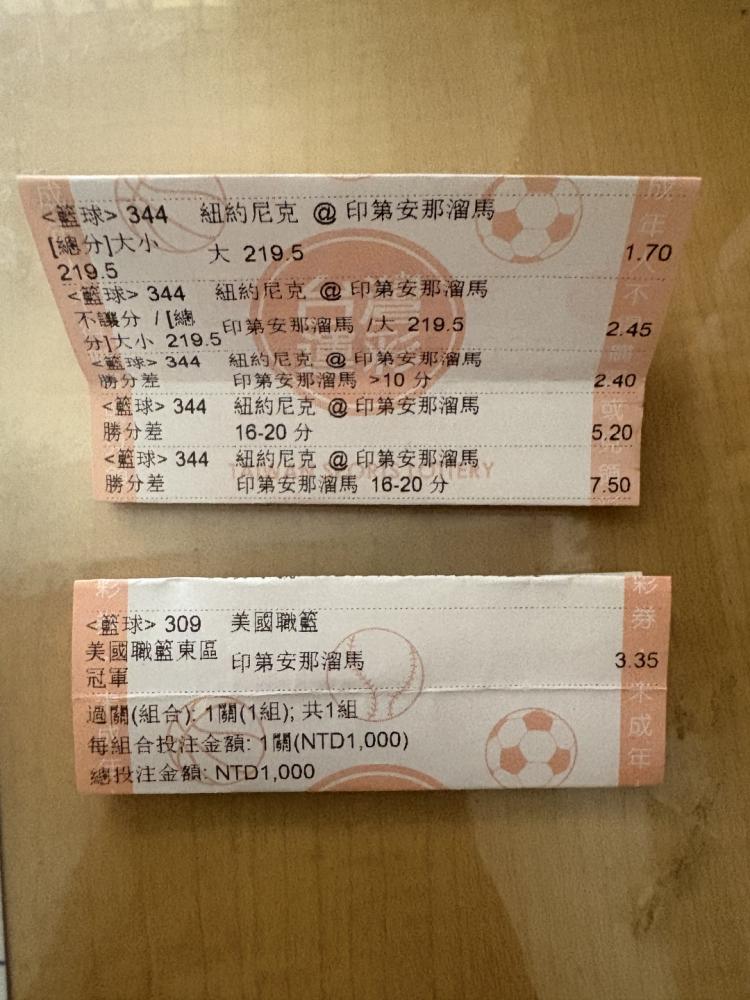 <籃球> 344 紐約尼克 @ 印第安那溜馬
[總分]大小 大 219.5 1.70
219.5
<籃球> 344 紐約尼克 @ 印第安那溜馬
不讓分 / [總 印第安那溜馬 /大 219.5 2.45
分]大小 219.5
<籃球> 344 紐約尼克 @ 印第安那溜馬
勝分差 印第安那溜馬 >10 分 2.40
<籃球> 344 紐約尼克 @ 印第安那溜馬
勝分差 16-20 分 5.20
<籃球> 344 紐約尼克 @ 印第安那溜馬
勝分差 印第安那溜馬 16-20 分 7.50
<籃球> 309 美國職籃
美國職籃東區 印第安那溜馬 3.35
冠軍
過關(組合): 1關(1組); 共1組
每組合投注金額: 1關(NTD1,000)
總投注金額: NTD1,000
彩券
未成年